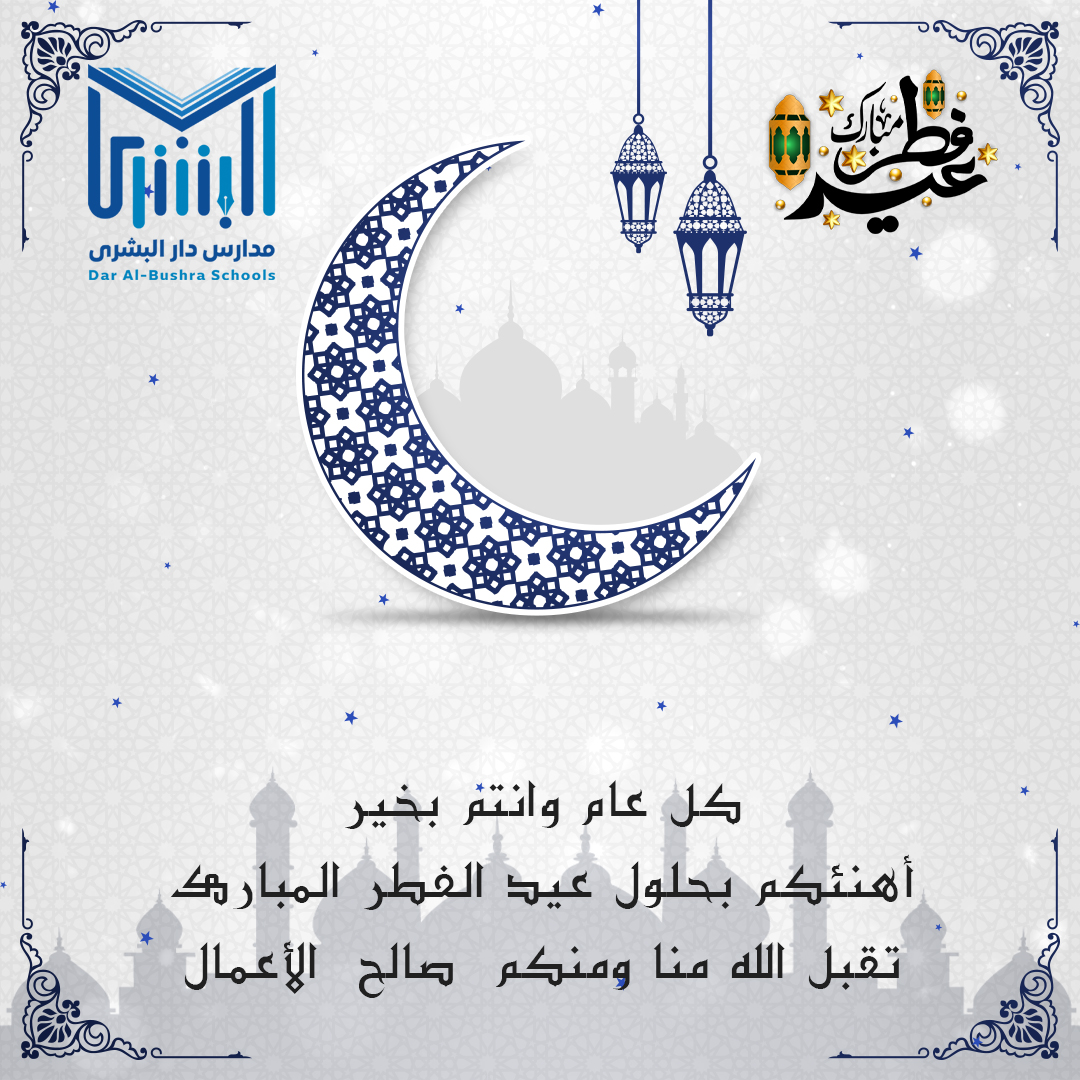 البشرى
مدارس دار البشرى
Dar Al-Bushra Schools
عيد فطر مبارك
كل عام وانتم بخير
أهنئكم بحلول عيد الفطر المبارك
تقبل الله منا ومنكم صالح الأعمال